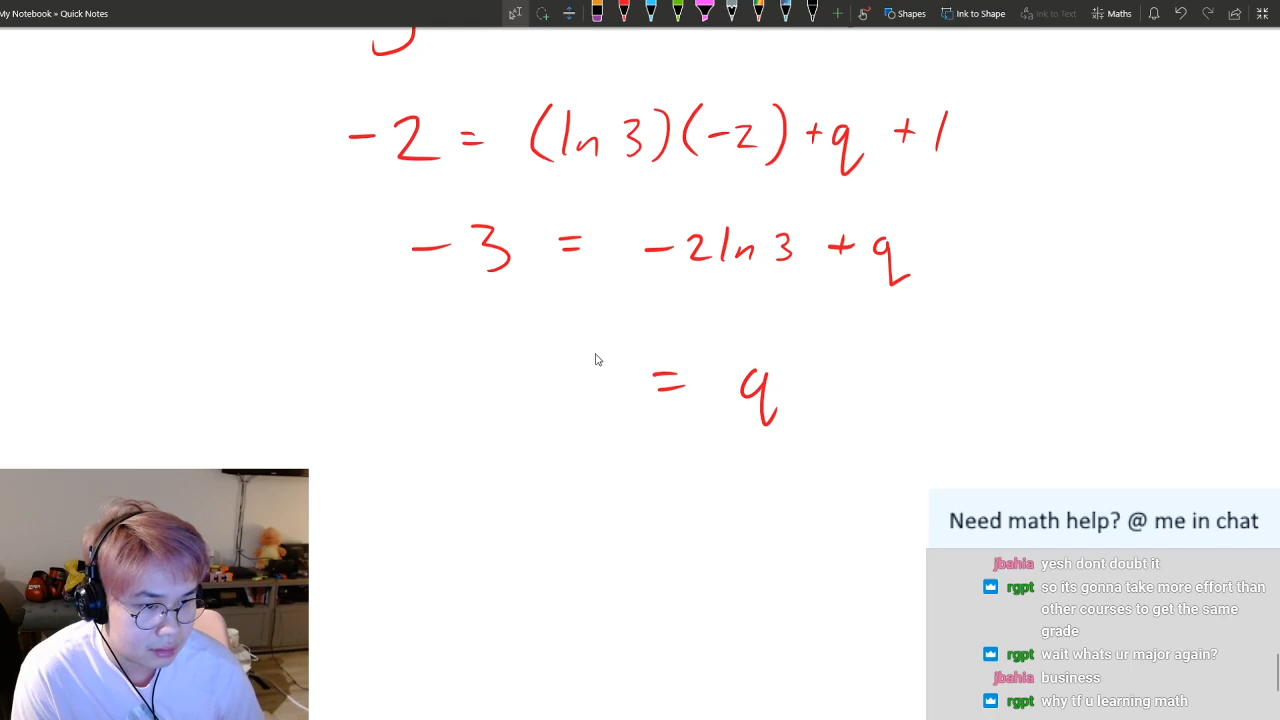 My Notebook » Quick Notes
Shapes Ink to Shape Ink to Text Maths
-2 = (ln 3)(-2) + q + 1
-3 = -2 ln 3 + q
= q
Need math help? @ me in chat
jbahia yesh dont doubt it
rgpt so its gonna take more effort than
other courses to get the same
grade
rgpt wait whats ur major again?
jbahia business
rgpt why tf u learning math